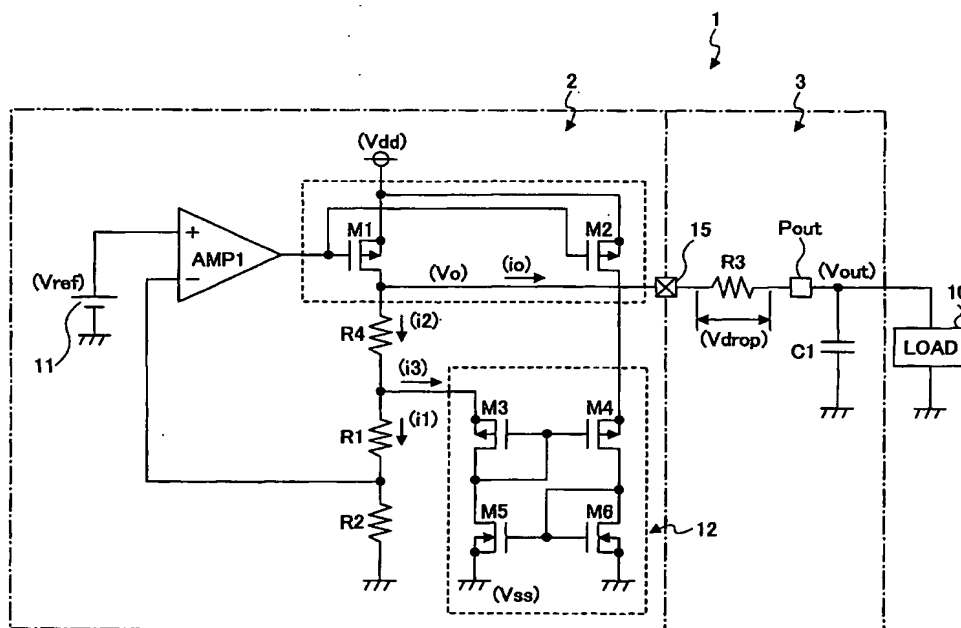 1
2
3
(Vdd)
M1
M2
15
Pout
AMP1
+
−
(Vo)
(io)
R3
(Vout)
(Vref)
11
R4
(i2)
(Vdrop)
C1
LOAD
10
(i3)
(i1)
R1
M3
M4
R2
M5
M6
12
(Vss)